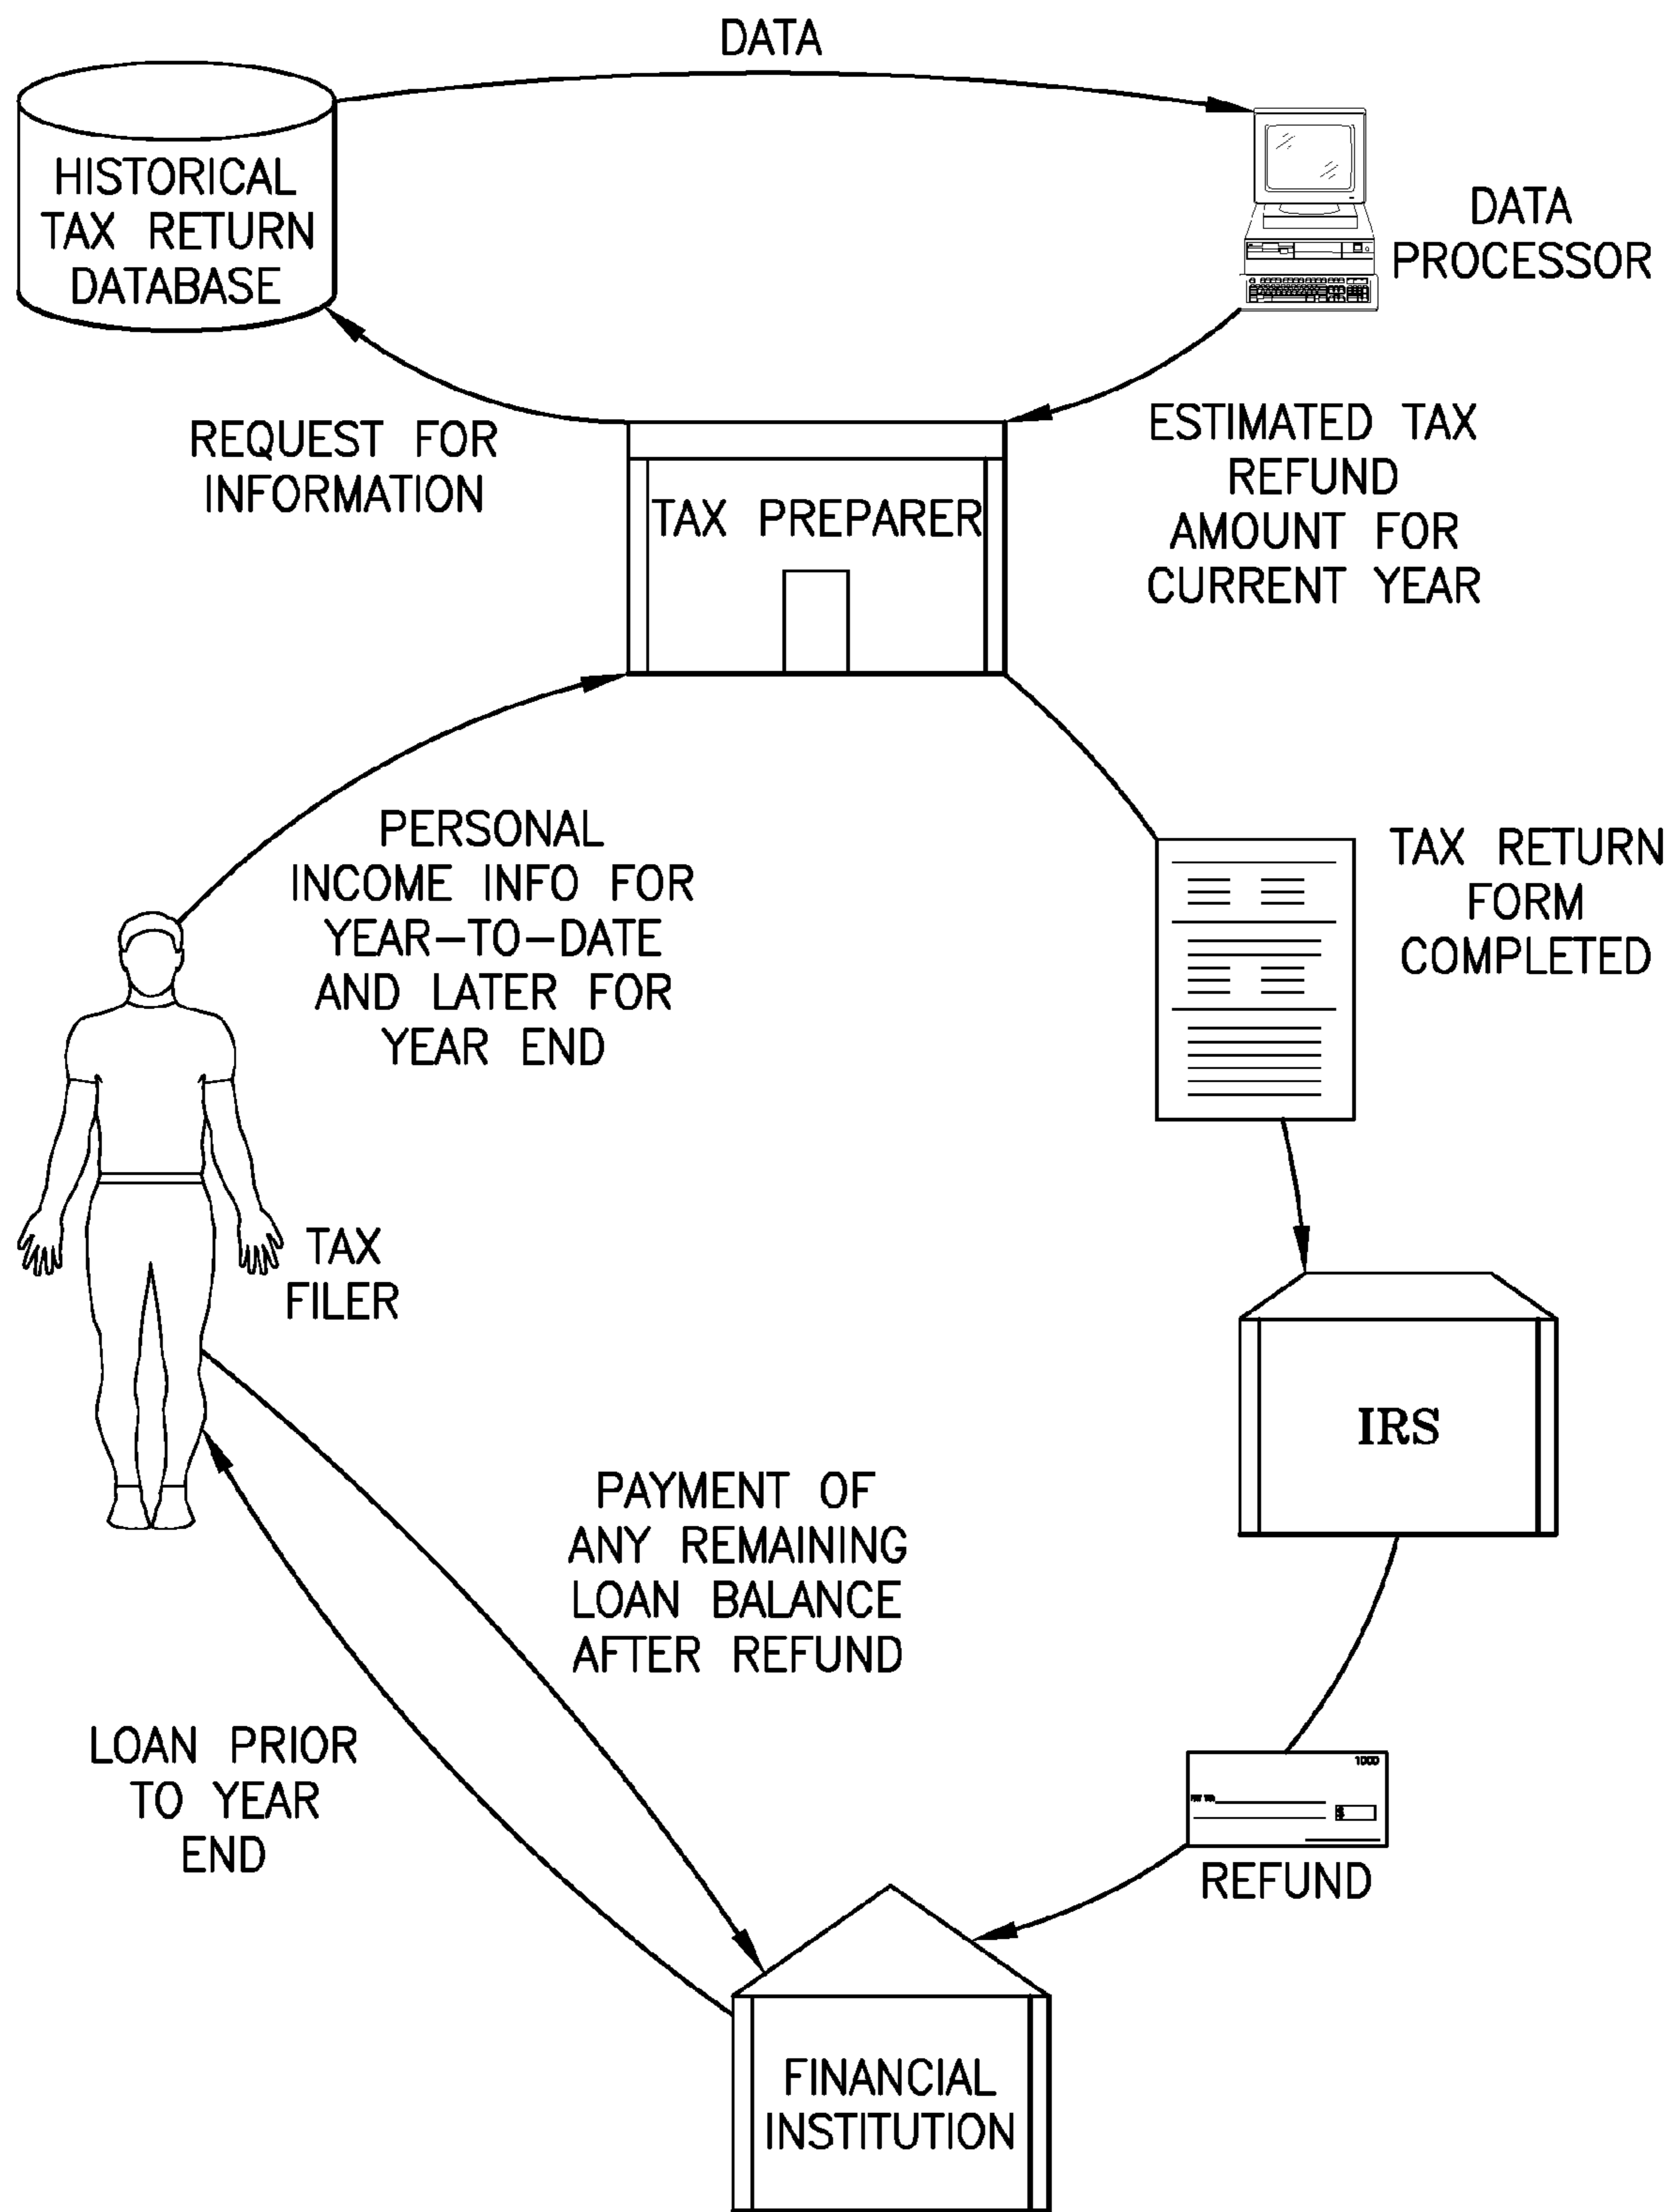 DATA
HISTORICAL
TAX RETURN
DATABASE
DATA
PROCESSOR
REQUEST FOR
INFORMATION
TAX PREPARER
ESTIMATED TAX
REFUND
AMOUNT FOR
CURRENT YEAR
PERSONAL
INCOME INFO FOR
YEAR-TO-DATE
AND LATER FOR
YEAR END
TAX RETURN
FORM
COMPLETED
TAX
FILER
IRS
PAYMENT OF
ANY REMAINING
LOAN BALANCE
AFTER REFUND
LOAN PRIOR
TO YEAR
END
1000
$
REFUND
FINANCIAL
INSTITUTION